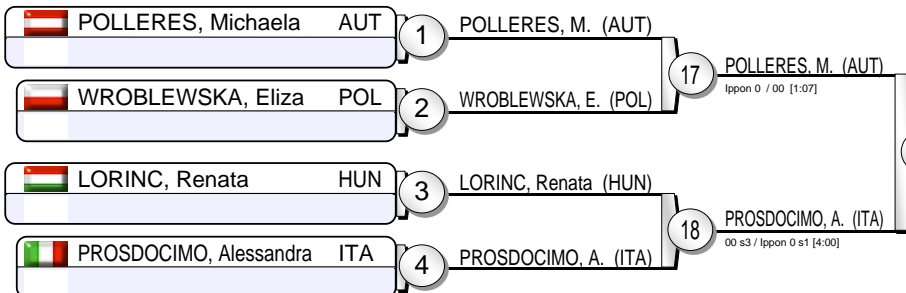 POLLERES, Michaela AUT
1
POLLERES, M. (AUT)
WROBLEWSKA, Eliza POL
2
WROBLEWSKA, E. (POL)
17
POLLERES, M. (AUT)
Ippon 0 / 00 [1:07]
LORINC, Renata HUN
3
LORINC, Renata (HUN)
PROSDOCIMO, Alessandra ITA
4
PROSDOCIMO, A. (ITA)
18
PROSDOCIMO, A. (ITA)
00 s3 / Ippon 0 s1 [4:00]